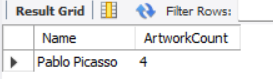 Result Grid Filter Rows:
Name ArtworkCount
Pablo Picasso 4